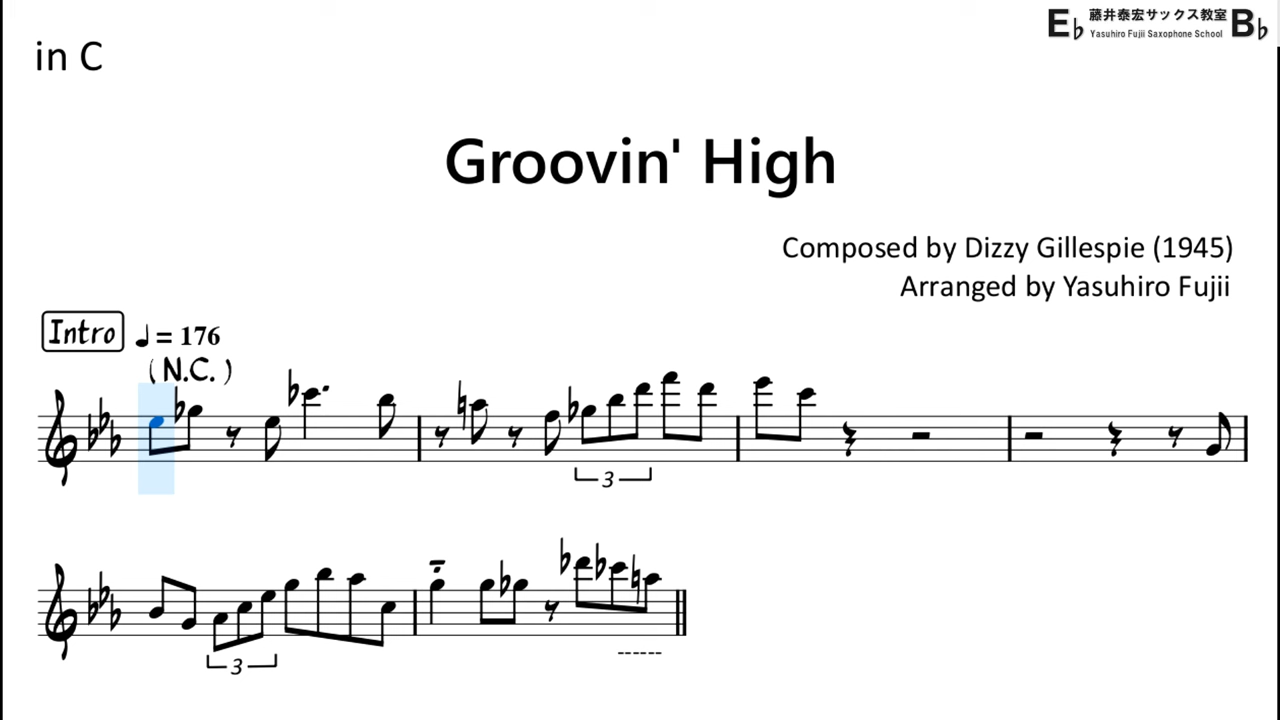 E♭ 藤井泰宏サックス教室 B♭
Yasuhiro Fujii Saxophone School
in C
Groovin' High
Composed by Dizzy Gillespie (1945)
Arranged by Yasuhiro Fujii
Intro ♩= 176
(N.C.)
3
3